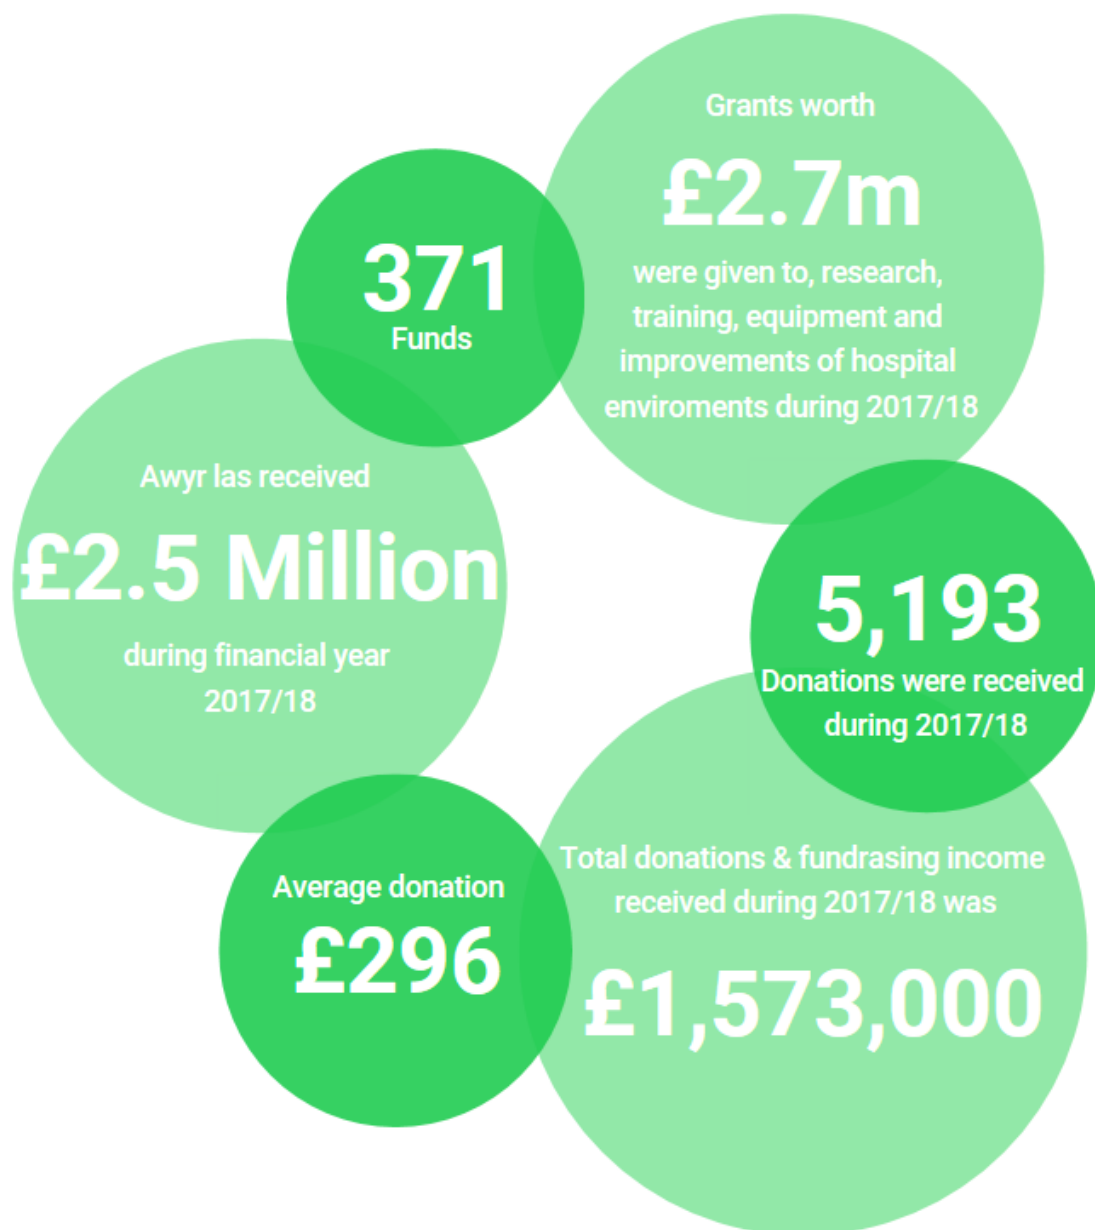 Grants worth
£2.7m
were given to, research,
training, equipment and
improvements of hospital
enviroments during 2017/18
371
Funds
Awyr las received
£2.5 Million
during financial year
2017/18
5,193
Donations were received
during 2017/18
Average donation
£296
Total donations & fundrasing income
received during 2017/18 was
£1,573,000